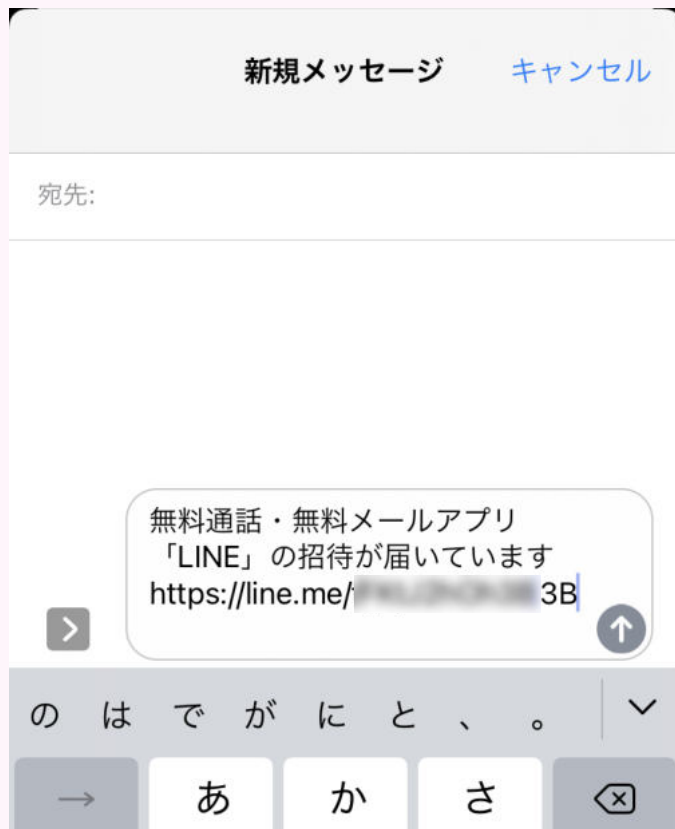 新規メッセージ キャンセル
宛先:
無料通話・無料メールアプリ
「LINE」の招待が届いています
https://line.me/ 3B
の は で が に と 、 。
→ あ か さ